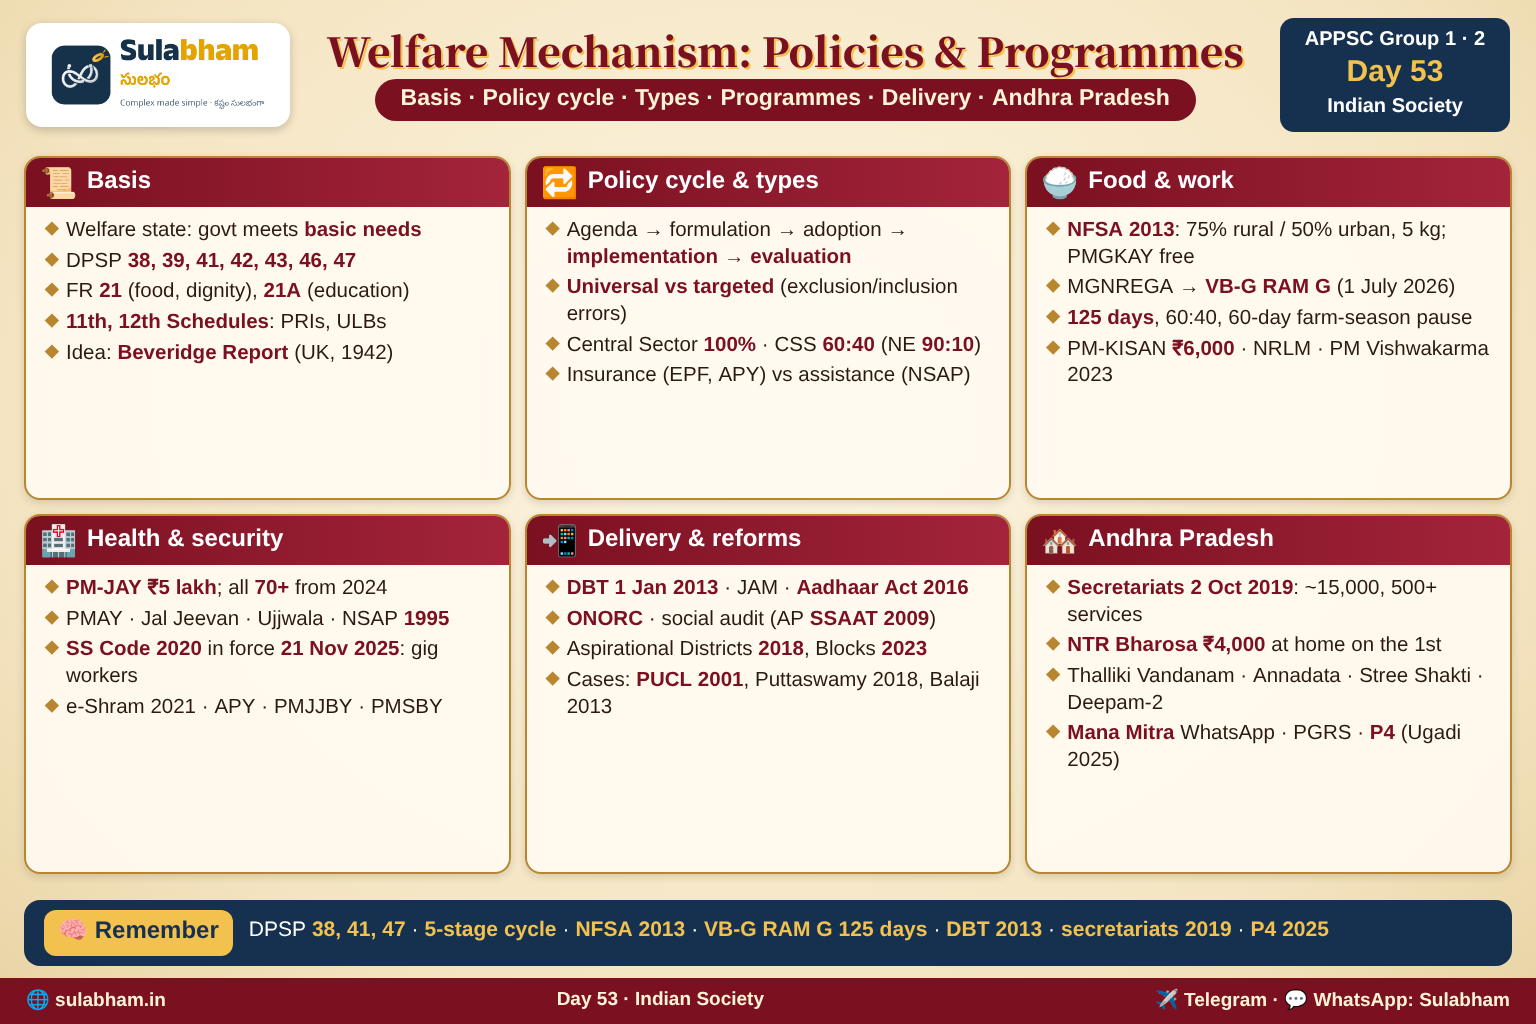 Sulabham
సులభం
Complex made simple · కష్టం సులభంగా
Welfare Mechanism: Policies & Programmes
Basis · Policy cycle · Types · Programmes · Delivery · Andhra Pradesh
APPSC Group 1 · 2
Day 53
Indian Society
Basis
Welfare state: govt meets basic needs
DPSP 38, 39, 41, 42, 43, 46, 47
FR 21 (food, dignity), 21A (education)
11th, 12th Schedules: PRIs, ULBs
Idea: Beveridge Report (UK, 1942)
Policy cycle & types
Agenda → formulation → adoption →
implementation → evaluation
Universal vs targeted (exclusion/inclusion
errors)
Central Sector 100% · CSS 60:40 (NE 90:10)
Insurance (EPF, APY) vs assistance (NSAP)
Food & work
NFSA 2013: 75% rural / 50% urban, 5 kg;
PMGKAY free
MGNREGA → VB-G RAM G (1 July 2026)
125 days, 60:40, 60-day farm-season pause
PM-KISAN ₹6,000 · NRLM · PM Vishwakarma
2023
Health & security
PM-JAY ₹5 lakh; all 70+ from 2024
PMAY · Jal Jeevan · Ujjwala · NSAP 1995
SS Code 2020 in force 21 Nov 2025: gig
workers
e-Shram 2021 · APY · PMJJBY · PMSBY
Delivery & reforms
DBT 1 Jan 2013 · JAM · Aadhaar Act 2016
ONORC · social audit (AP SSAAT 2009)
Aspirational Districts 2018, Blocks 2023
Cases: PUCL 2001, Puttaswamy 2018, Balaji
2013
Andhra Pradesh
Secretariats 2 Oct 2019: ~15,000, 500+
services
NTR Bharosa ₹4,000 at home on the 1st
Thalliki Vandanam · Annadata · Stree Shakti ·
Deepam-2
Mana Mitra WhatsApp · PGRS · P4 (Ugadi
2025)
Remember DPSP 38, 41, 47 · 5-stage cycle · NFSA 2013 · VB-G RAM G 125 days · DBT 2013 · secretariats 2019 · P4 2025
sulabham.in
Day 53 · Indian Society
Telegram · WhatsApp: Sulabham